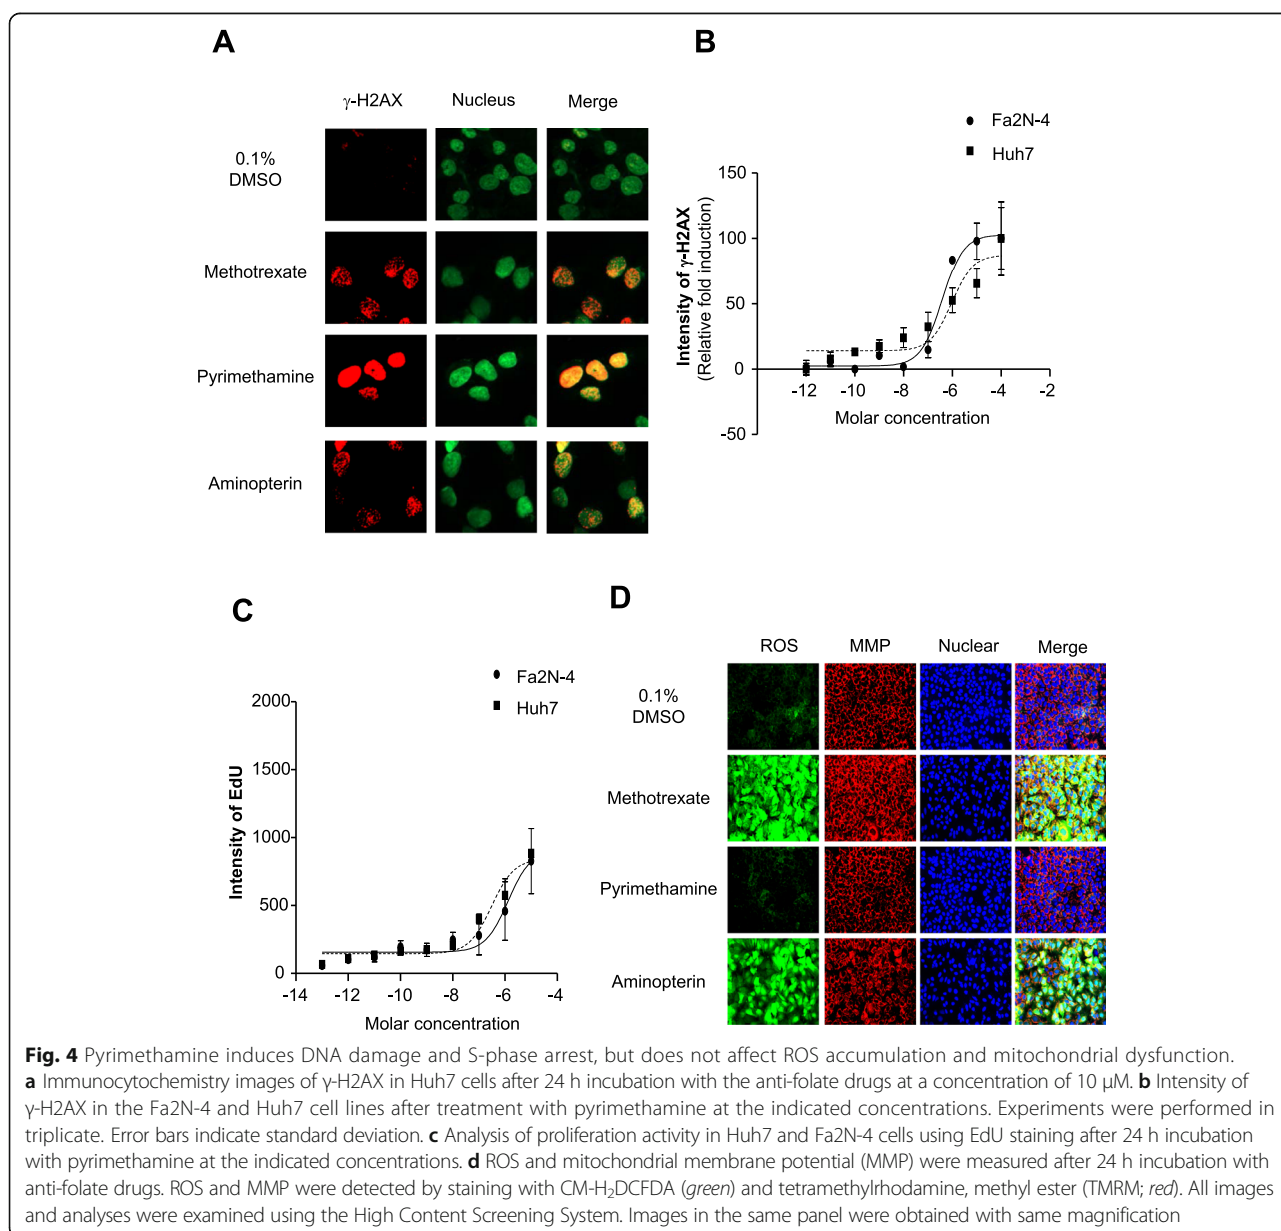 A
γ-H2AX Nucleus Merge
0.1%
DMSO
Methotrexate
Pyrimethamine
Aminopterin
B
Fa2N-4
Huh7
Intensity of γ-H2AX
(Relative fold induction)
150
100
50
0
-50
-12 -10 -8 -6 -4 -2
Molar concentration
C
Fa2N-4
Huh7
Intensity of EdU
2000
1500
1000
500
0
-14 -12 -10 -8 -6 -4
Molar concentration
D
ROS MMP Nuclear Merge
0.1%
DMSO
Methotrexate
Pyrimethamine
Aminopterin
Fig. 4 Pyrimethamine induces DNA damage and S-phase arrest, but does not affect ROS accumulation and mitochondrial dysfunction.
a Immunocytochemistry images of γ-H2AX in Huh7 cells after 24 h incubation with the anti-folate drugs at a concentration of 10 μM. b Intensity of
γ-H2AX in the Fa2N-4 and Huh7 cell lines after treatment with pyrimethamine at the indicated concentrations. Experiments were performed in
triplicate. Error bars indicate standard deviation. c Analysis of proliferation activity in Huh7 and Fa2N-4 cells using EdU staining after 24 h incubation
with pyrimethamine at the indicated concentrations. d ROS and mitochondrial membrane potential (MMP) were measured after 24 h incubation with
anti-folate drugs. ROS and MMP were detected by staining with CM-H₂DCFDA (green) and tetramethylrhodamine, methyl ester (TMRM; red). All images
and analyses were examined using the High Content Screening System. Images in the same panel were obtained with same magnification